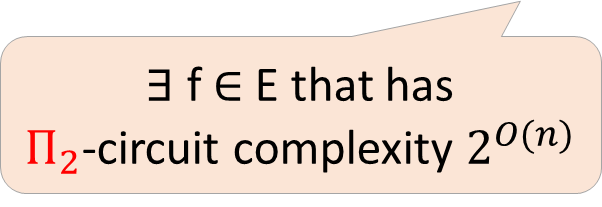 ∃ f ∈ E that has
Π₂-circuit complexity 2^{O(n)}